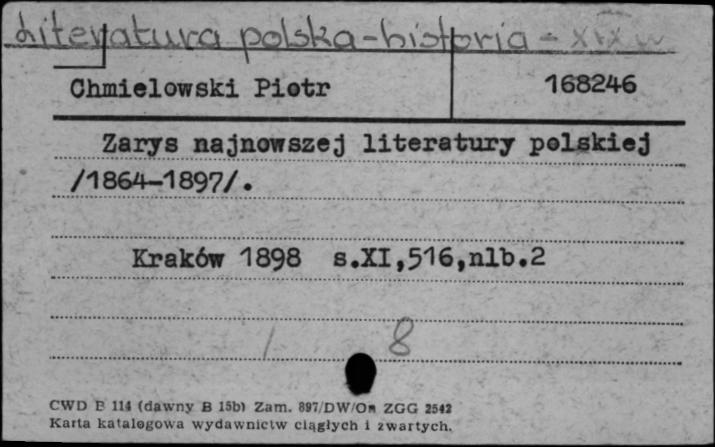 Literatura polska - historia - XIX w
Chmielowski Piotr 168246
Zarys najnowszej literatury polskiej
/1864-1897/.
Kraków 1898 s.XI,516,nlb.2
/ 8
CWD B 114 (dawny B 15b) Zam. 897/DW/On ZGG 2542
Karta katalogowa wydawnictw ciągłych i zwartych.